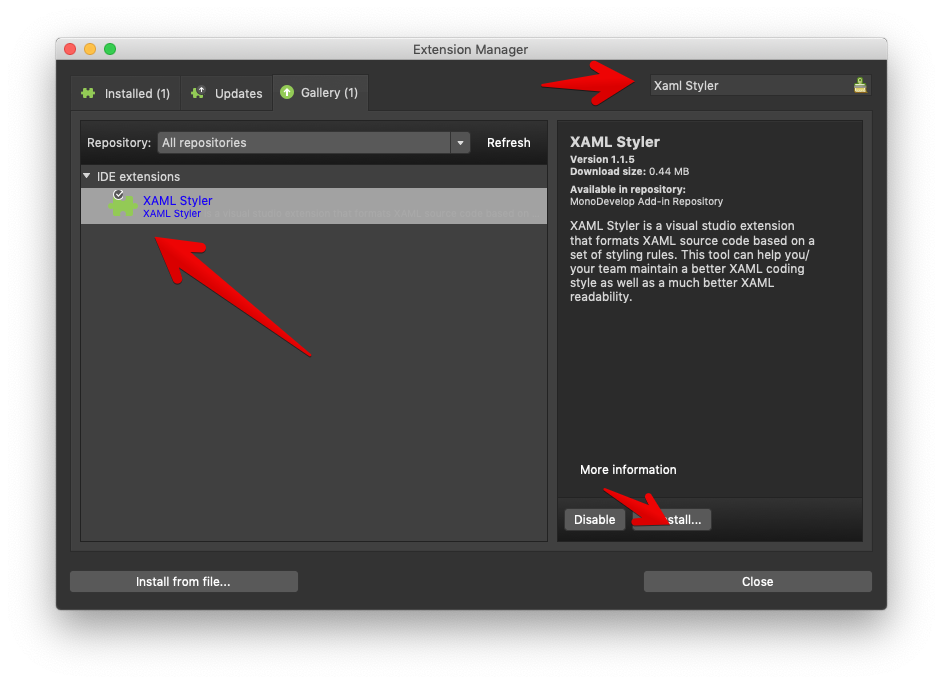 Extension Manager
Installed (1)
Updates
Gallery (1)
Xaml Styler
Repository:
All repositories
Refresh
IDE extensions
XAML Styler
XAML Styler
XAML Styler
Version 1.1.5
Download size: 0.44 MB
Available in repository:
MonoDevelop Add-in Repository
XAML Styler is a visual studio extension
that formats XAML source code based on a
set of styling rules. This tool can help you/
your team maintain a better XAML coding
style as well as a much better XAML
readability.
More information
Disable
stall...
Install from file...
Close